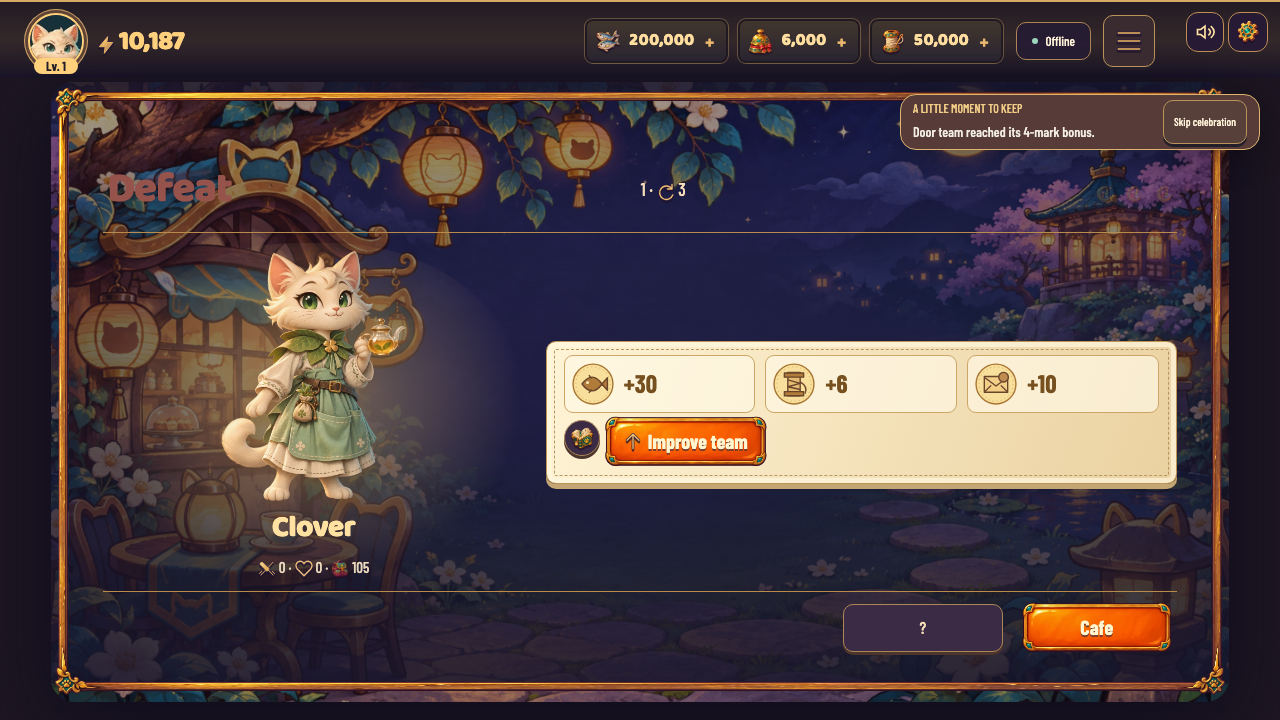 Lv. 1
10,187
200,000 +
6,000 +
50,000 +
Offline
A LITTLE MOMENT TO KEEP
Door team reached its 4-mark bonus.
Skip celebration
Defeat
1 · 3
+30
+6
+10
Improve team
Clover
0 · 0 · 105
?
Cafe